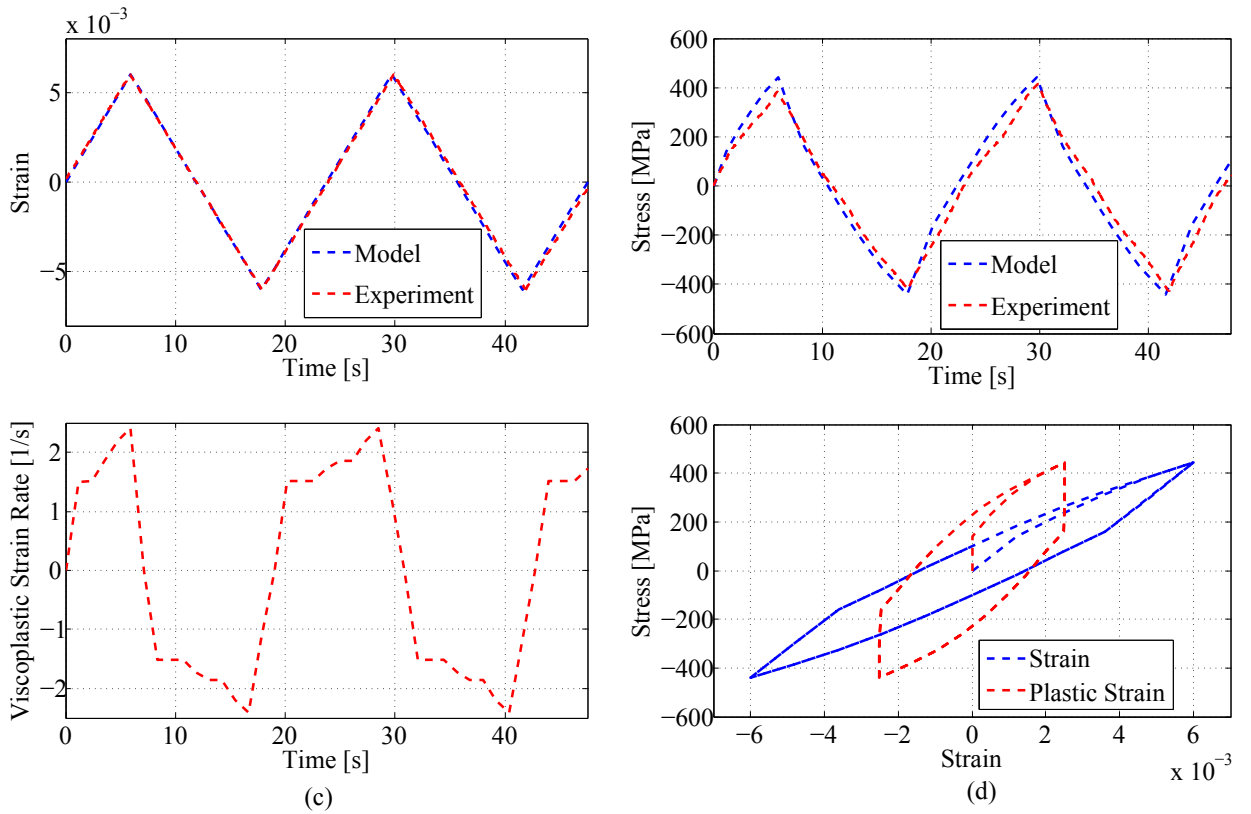 x 10⁻³
5
0
−5
Strain
Model
Experiment
0 10 20 30 40
Time [s]
600
400
200
0
−200
−400
−600
Stress [MPa]
Model
Experiment
0 10 20 30 40
Time [s]
2
1
0
−1
−2
Viscoplastic Strain Rate [1/s]
0 10 20 30 40
Time [s]
(c)
600
400
200
0
−200
−400
−600
Stress [MPa]
Strain
Plastic Strain
−6 −4 −2 0 2 4 6
Strain
x 10⁻³
(d)